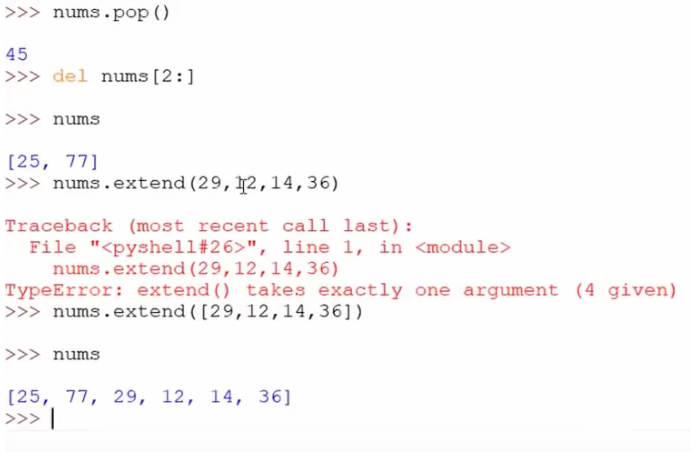 >>> nums.pop()
45
>>> del nums[2:]
>>> nums
[25, 77]
>>> nums.extend(29,12,14,36)
Traceback (most recent call last):
  File "<pyshell#26>", line 1, in <module>
    nums.extend(29,12,14,36)
TypeError: extend() takes exactly one argument (4 given)
>>> nums.extend([29,12,14,36])
>>> nums
[25, 77, 29, 12, 14, 36]
>>>